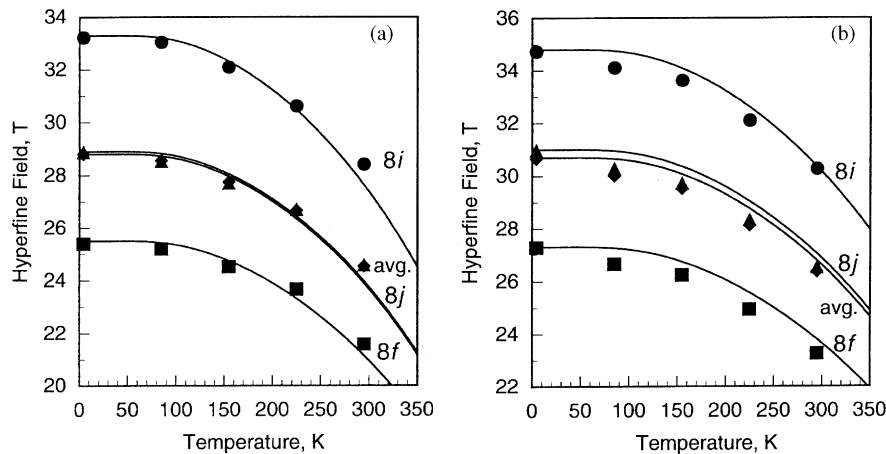 36
34
32
30
28
26
24
22
20
Hyperfine Field, T
(a)
8i
avg.
8j
8f
0 50 100 150 200 250 300 350
Temperature, K
36
34
32
30
28
26
24
22
Hyperfine Field, T
(b)
8i
8j
avg.
8f
0 50 100 150 200 250 300 350
Temperature, K